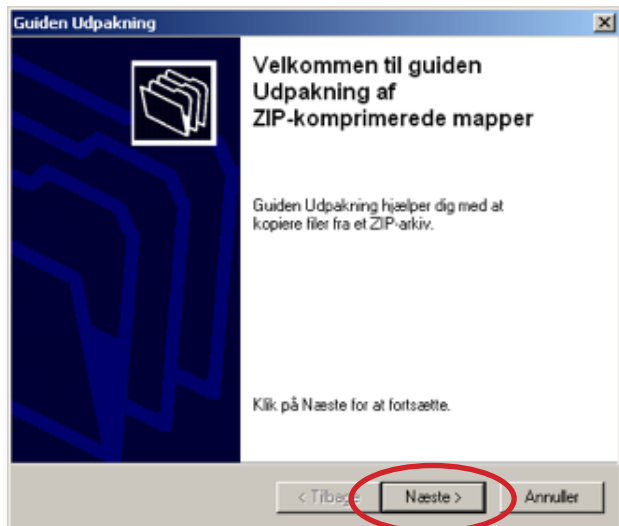 Guiden Udpakning
Velkommen til guiden
Udpakning af
ZIP-komprimerede mapper
Guiden Udpakning hjælper dig med at
kopiere filer fra et ZIP-arkiv.
Klik på Næste for at fortsætte.
< Tilbage
Næste >
Annuller